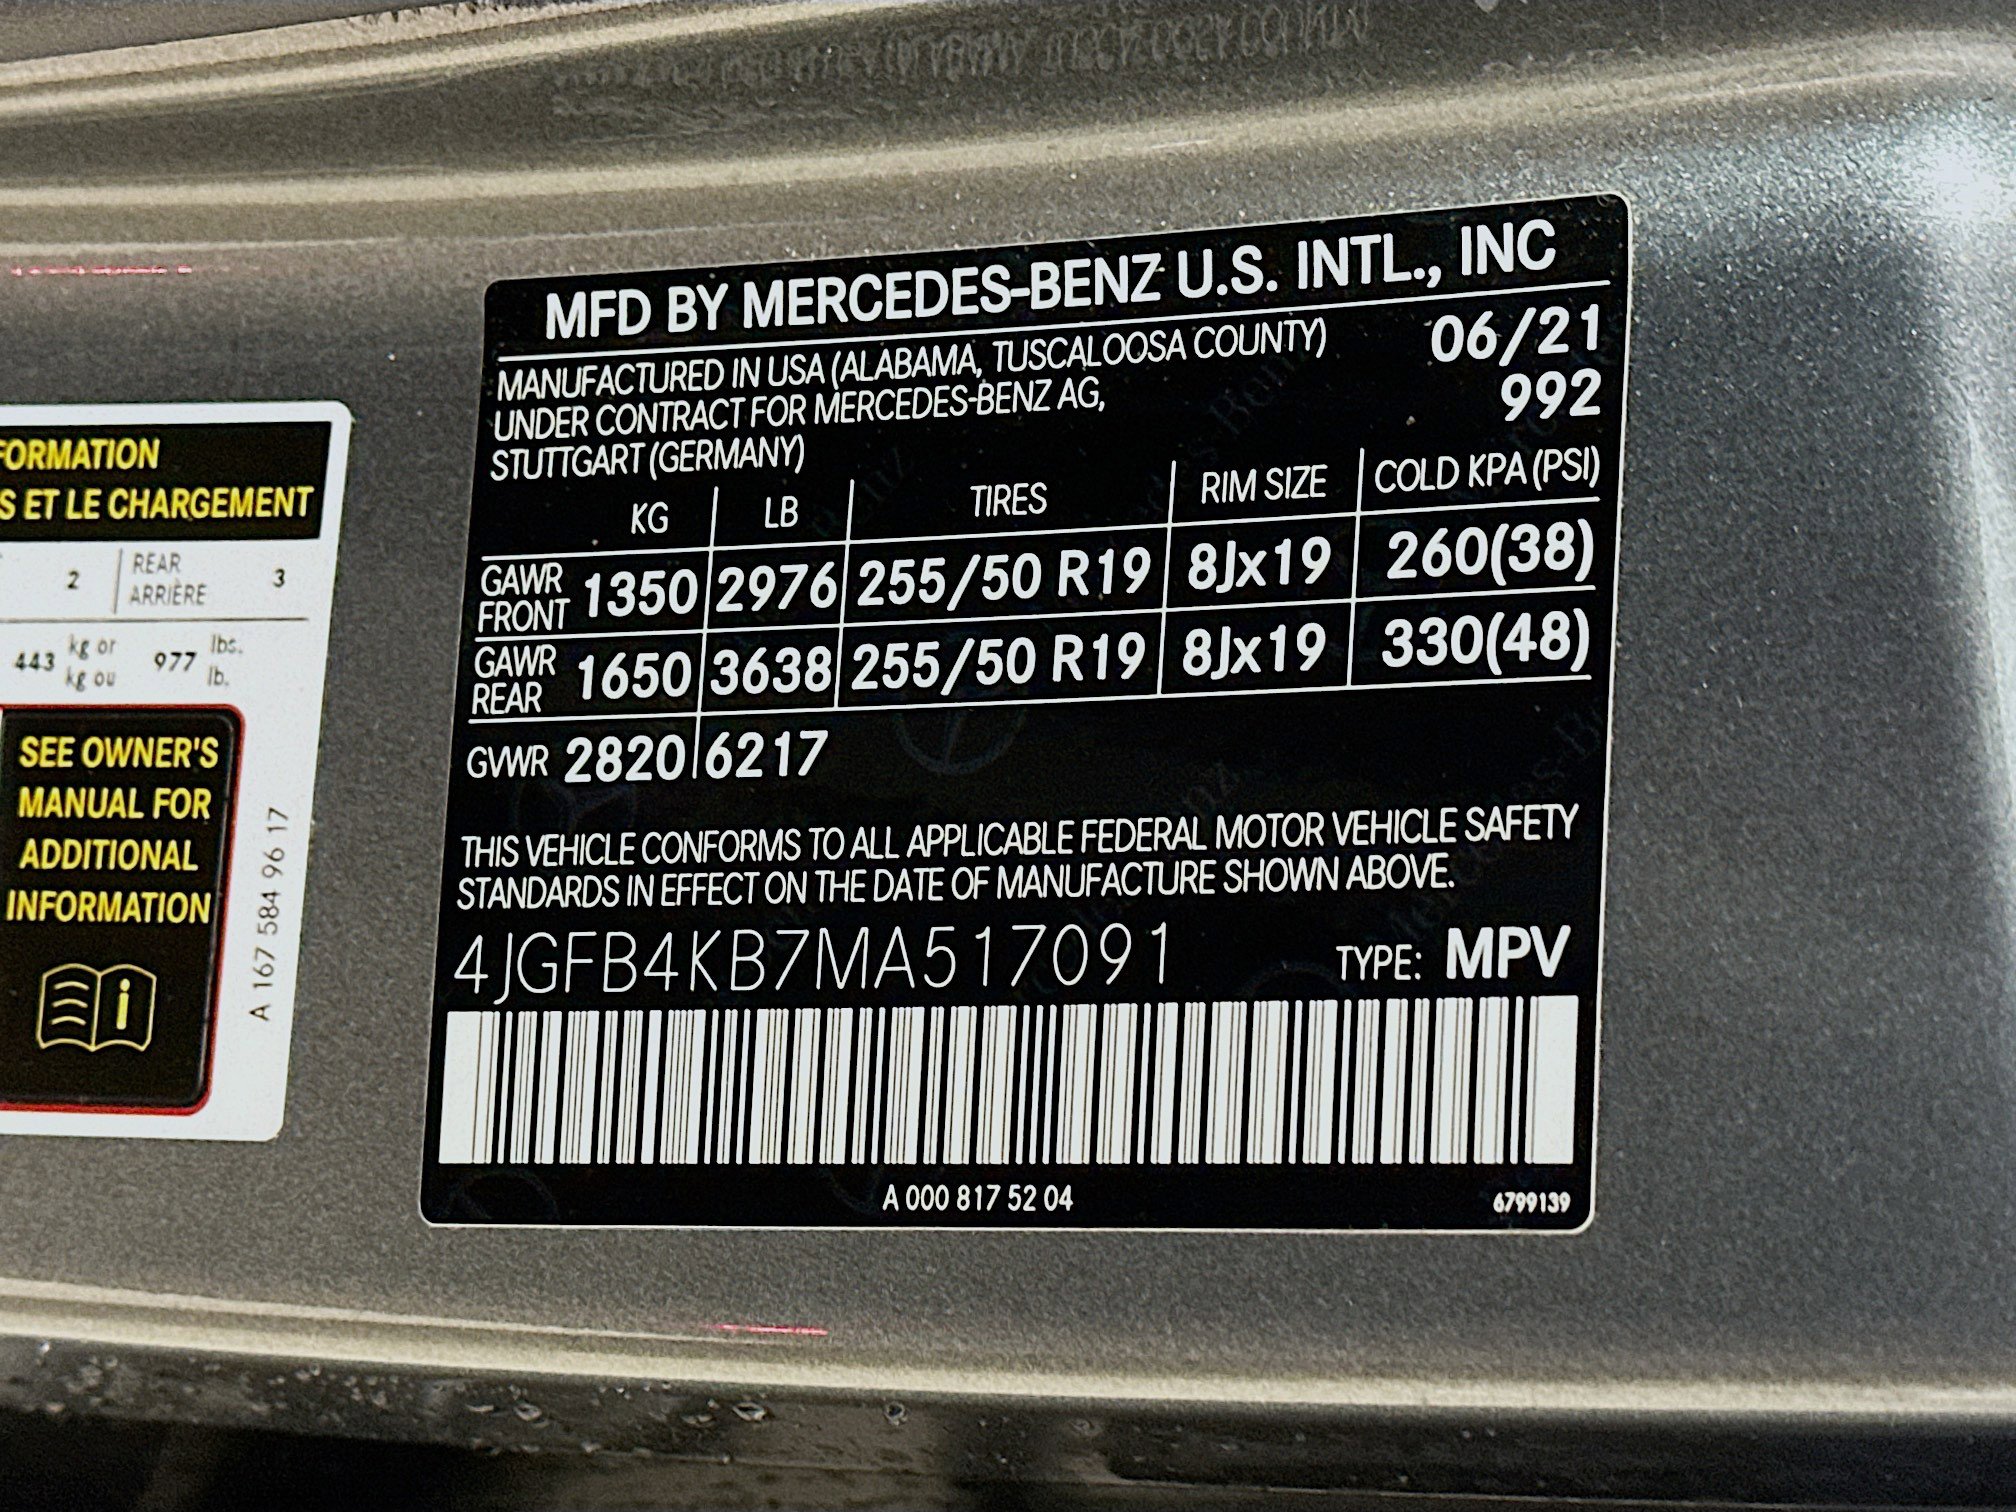 MFD BY MERCEDES-BENZ U.S. INTL., INC
MANUFACTURED IN USA (ALABAMA, TUSCALOOSA COUNTY) 06/21
UNDER CONTRACT FOR MERCEDES-BENZ AG, 992
STUTTGART (GERMANY)
KG LB TIRES RIM SIZE COLD KPA (PSI)
GAWR FRONT 1350 2976 255/50 R19 8Jx19 260(38)
GAWR REAR 1650 3638 255/50 R19 8Jx19 330(48)
GVWR 2820 6217
THIS VEHICLE CONFORMS TO ALL APPLICABLE FEDERAL MOTOR VEHICLE SAFETY
STANDARDS IN EFFECT ON THE DATE OF MANUFACTURE SHOWN ABOVE.
4JGFB4KB7MA517091 TYPE: MPV
A 000 817 52 04 6799139
FORMATION
S ET LE CHARGEMENT
2 REAR ARRIÈRE 3
443 kg or kg ou 977 lbs. lb.
SEE OWNER'S
MANUAL FOR
ADDITIONAL
INFORMATION
A 167 584 96 17